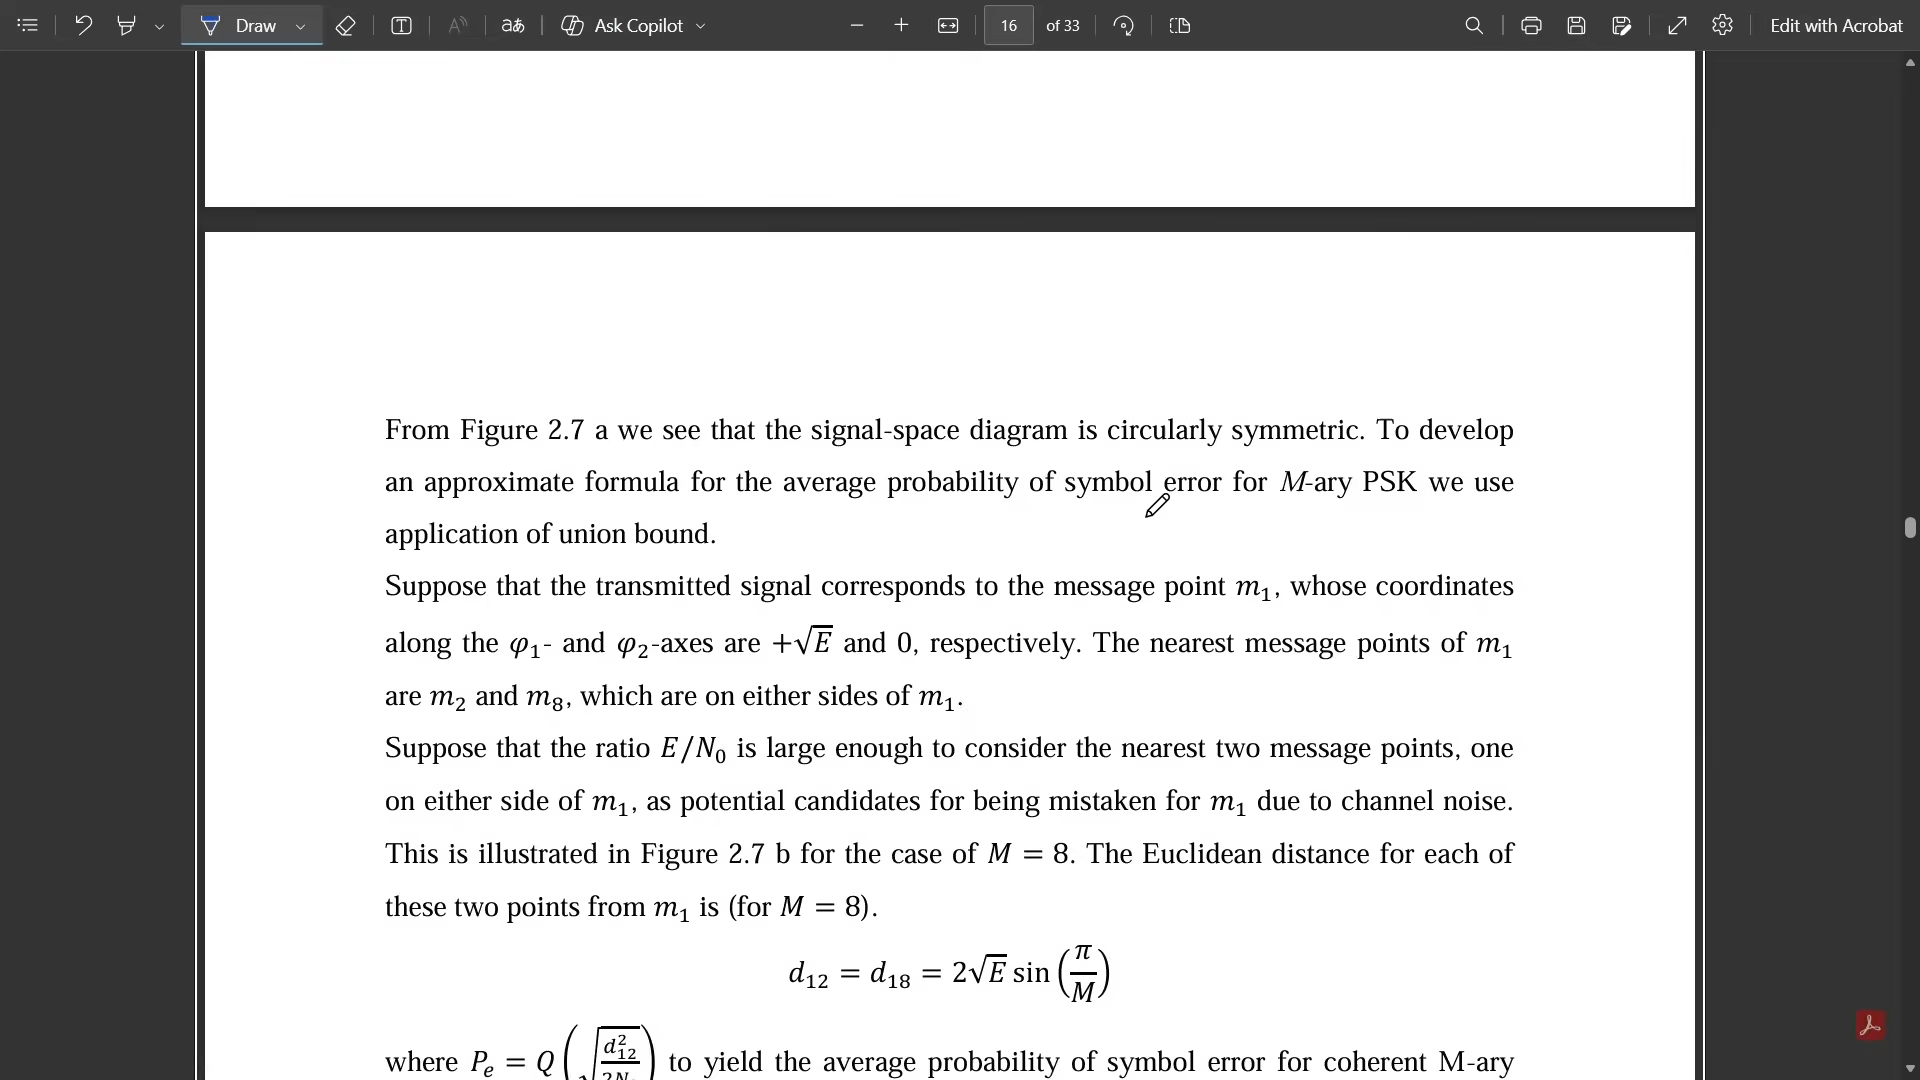 Draw
aあ
Ask Copilot
16 of 33
Edit with Acrobat
From Figure 2.7 a we see that the signal-space diagram is circularly symmetric. To develop
an approximate formula for the average probability of symbol error for M-ary PSK we use
application of union bound.
Suppose that the transmitted signal corresponds to the message point m₁, whose coordinates
along the φ₁- and φ₂-axes are +√E and 0, respectively. The nearest message points of m₁
are m₂ and m₈, which are on either sides of m₁.
Suppose that the ratio E/N₀ is large enough to consider the nearest two message points, one
on either side of m₁, as potential candidates for being mistaken for m₁ due to channel noise.
This is illustrated in Figure 2.7 b for the case of M = 8. The Euclidean distance for each of
these two points from m₁ is (for M = 8).
d₁₂ = d₁₈ = 2√E sin (π/M)
where Pₑ = Q(√(d₁₂²/2N₀)) to yield the average probability of symbol error for coherent M-ary